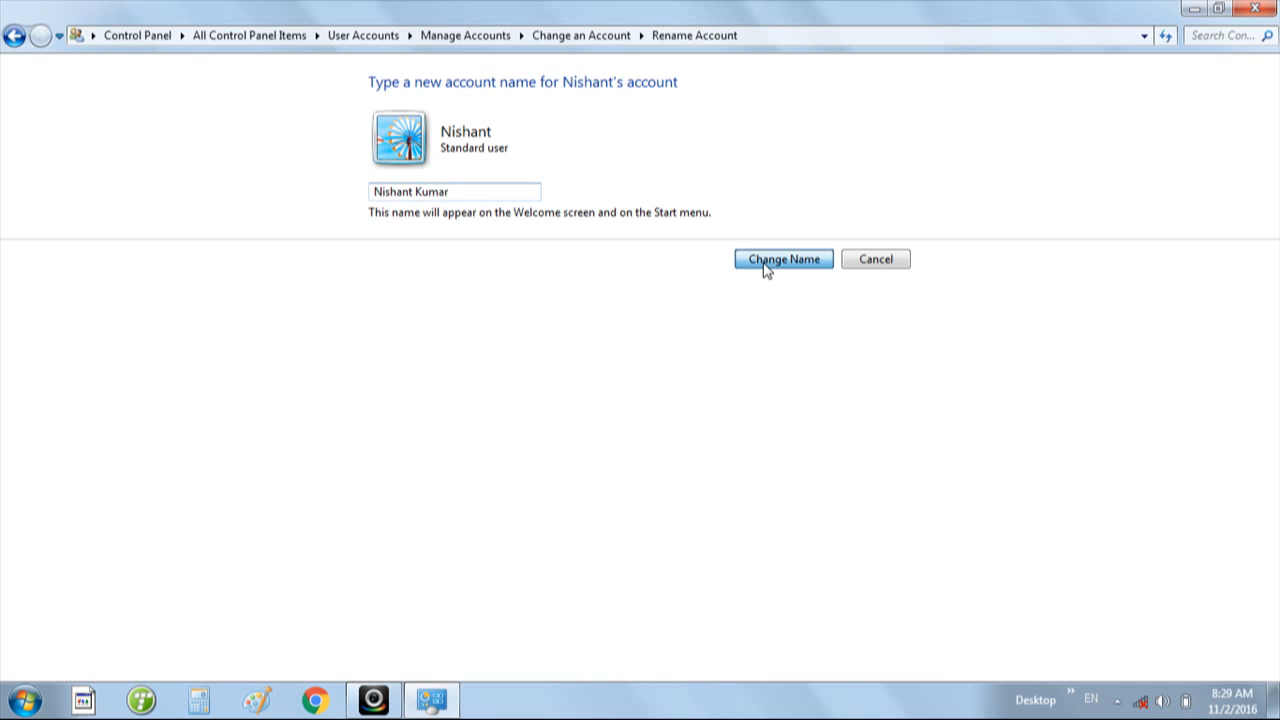 Control Panel All Control Panel Items User Accounts Manage Accounts Change an Account Rename Account Search Con...
Type a new account name for Nishant's account
Nishant
Standard user
Nishant Kumar
This name will appear on the Welcome screen and on the Start menu.
Change Name Cancel
Desktop » EN 8:29 AM
11/2/2016